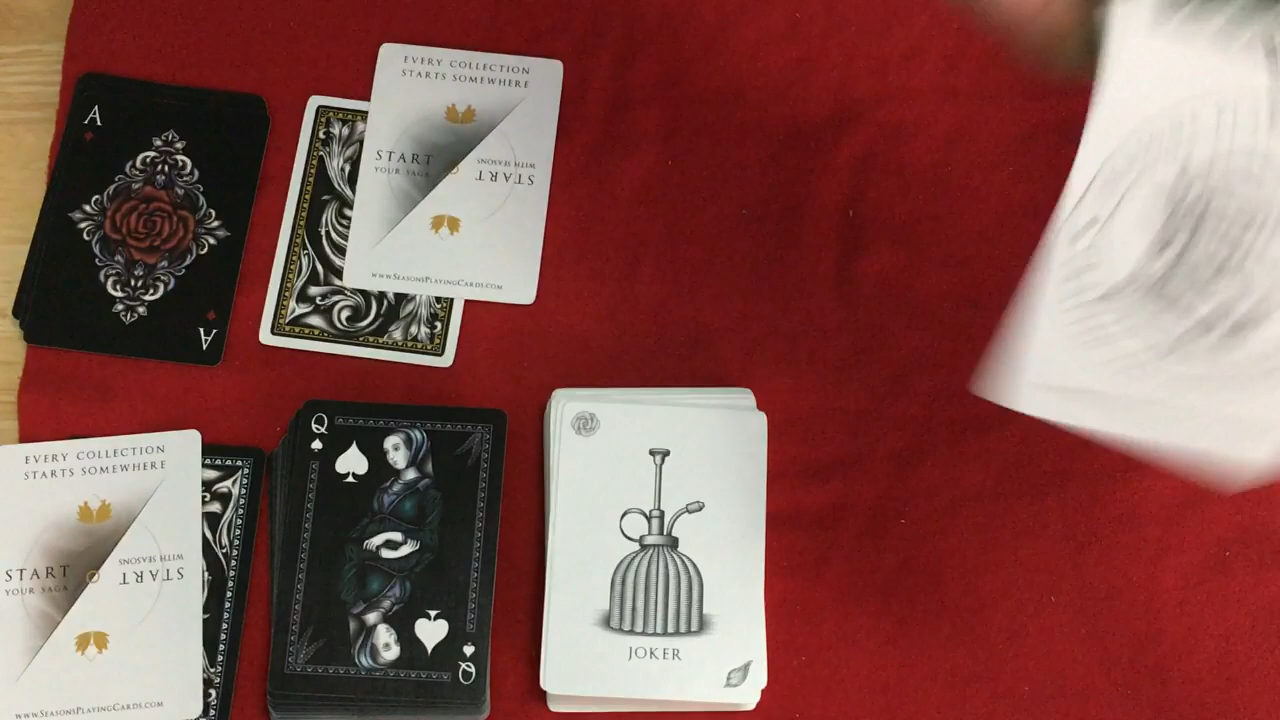 A
A
EVERY COLLECTION
STARTS SOMEWHERE
START
YOUR SAGA
START
WITH SEASONS
WWW.SEASONSPLAYINGCARDS.COM
EVERY COLLECTION
STARTS SOMEWHERE
START
YOUR SAGA
START
WITH SEASONS
WWW.SEASONSPLAYINGCARDS.COM
Q
Q
JOKER